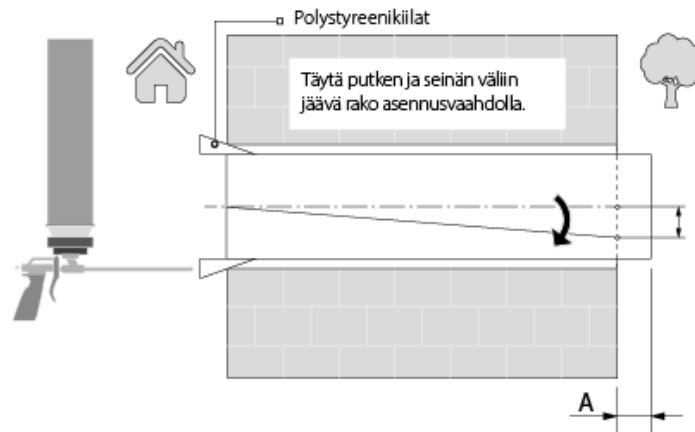 Polystyreenikiilat
Täytä putken ja seinän väliin
jäävä rako asennusvaahdolla.
A